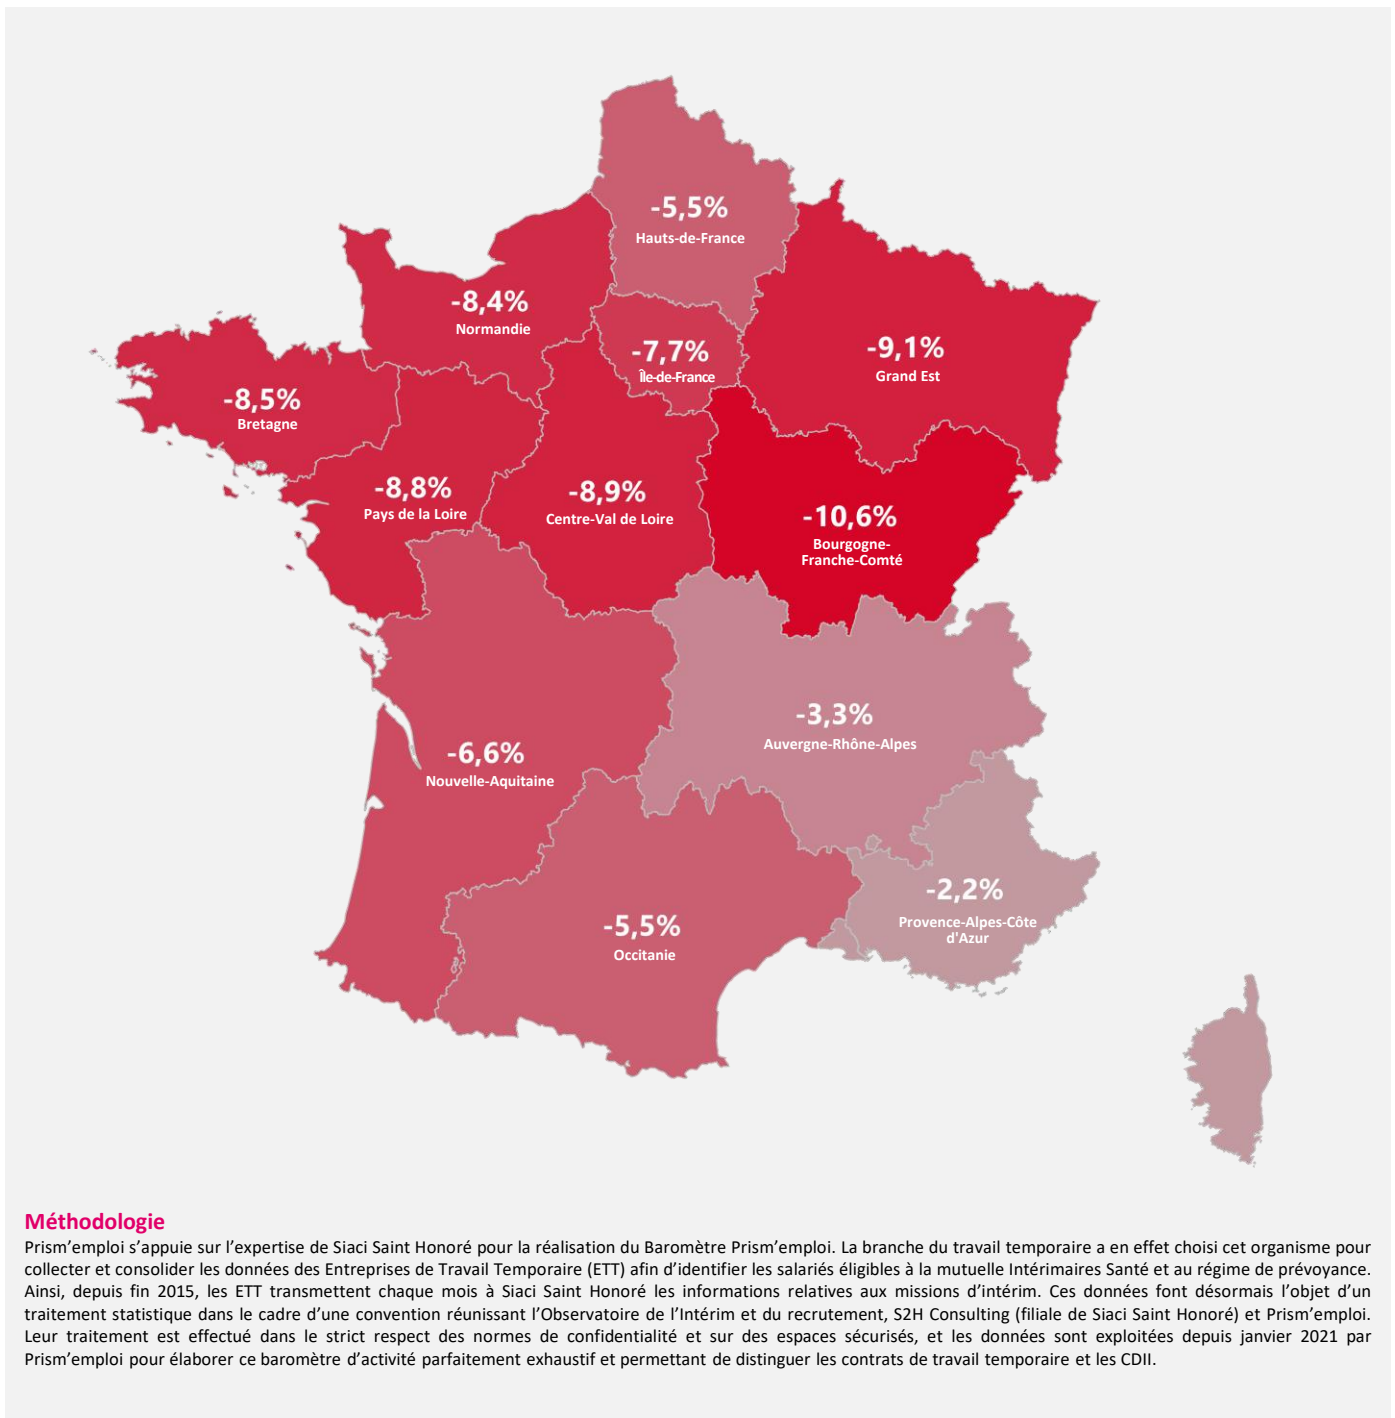 -5,5%
Hauts-de-France
-8,4%
Normandie
-7,7%
Île-de-France
-9,1%
Grand Est
-8,5%
Bretagne
-8,8%
Pays de la Loire
-8,9%
Centre-Val de Loire
-10,6%
Bourgogne-
Franche-Comté
-3,3%
Auvergne-Rhône-Alpes
-6,6%
Nouvelle-Aquitaine
-2,2%
Provence-Alpes-Côte
d'Azur
-5,5%
Occitanie
Méthodologie
Prism’emploi s’appuie sur l’expertise de Siaci Saint Honoré pour la réalisation du Baromètre Prism’emploi. La branche du travail temporaire a en effet choisi cet organisme pour
collecter et consolider les données des Entreprises de Travail Temporaire (ETT) afin d’identifier les salariés éligibles à la mutuelle Intérimaires Santé et au régime de prévoyance.
Ainsi, depuis fin 2015, les ETT transmettent chaque mois à Siaci Saint Honoré les informations relatives aux missions d’intérim. Ces données font désormais l’objet d’un
traitement statistique dans le cadre d’une convention réunissant l’Observatoire de l’Intérim et du recrutement, S2H Consulting (filiale de Siaci Saint Honoré) et Prism’emploi.
Leur traitement est effectué dans le strict respect des normes de confidentialité et sur des espaces sécurisés, et les données sont exploitées depuis janvier 2021 par
Prism’emploi pour élaborer ce baromètre d’activité parfaitement exhaustif et permettant de distinguer les contrats de travail temporaire et les CDII.